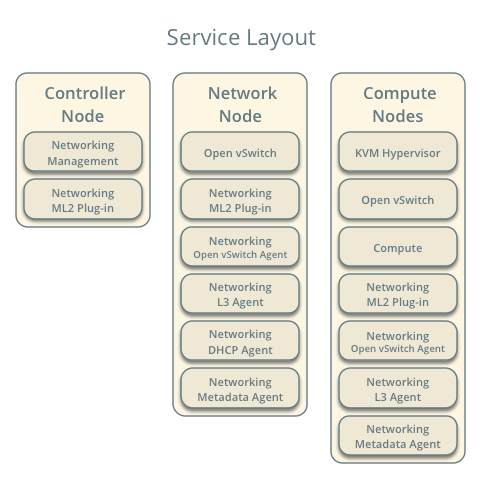 Service Layout
Controller
Node
Networking
Management
Networking
ML2 Plug-in
Network
Node
Open vSwitch
Networking
ML2 Plug-in
Networking
Open vSwitch Agent
Networking
L3 Agent
Networking
DHCP Agent
Networking
Metadata Agent
Compute
Nodes
KVM Hypervisor
Open vSwitch
Compute
Networking
ML2 Plug-in
Networking
Open vSwitch Agent
Networking
L3 Agent
Networking
Metadata Agent